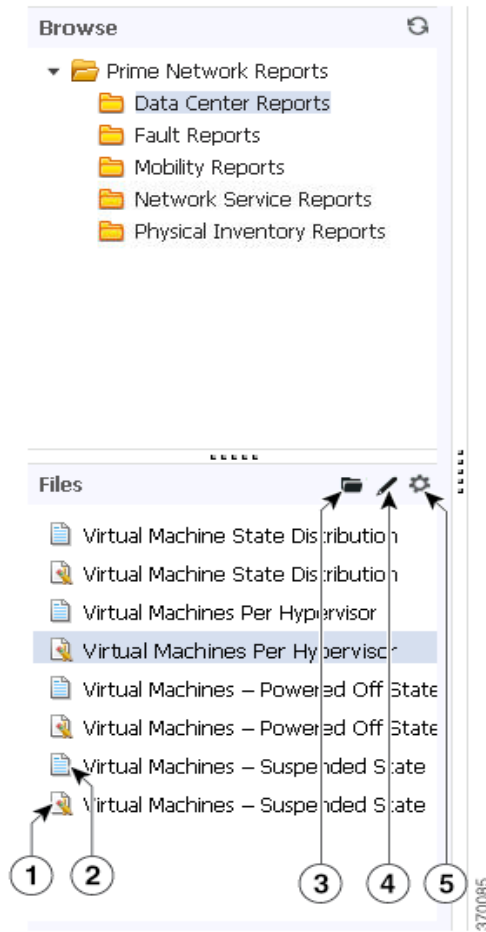 Browse
Prime Network Reports
Data Center Reports
Fault Reports
Mobility Reports
Network Service Reports
Physical Inventory Reports
Files
Virtual Machine State Distribution
Virtual Machine State Distribution
Virtual Machines Per Hypervisor
Virtual Machines Per Hypervisor
Virtual Machines – Powered Off State
Virtual Machines – Powered Off State
Virtual Machines – Suspended State
Virtual Machines – Suspended State
1 2 3 4 5
370085